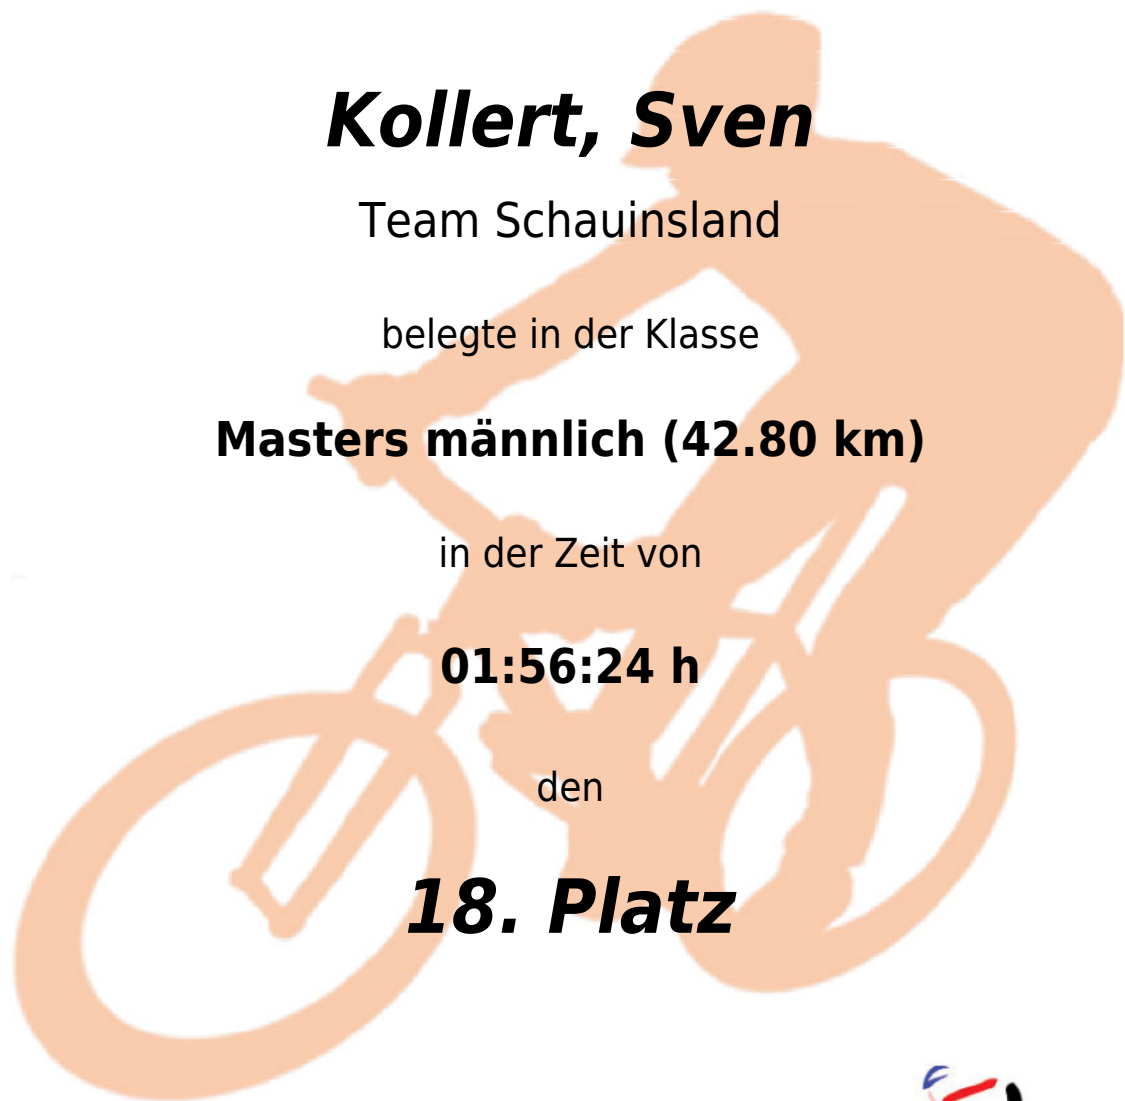 Kollert, Sven
Team Schauinsland
belegte in der Klasse
Masters männlich (42.80 km)
in der Zeit von
01:56:24 h
den
18. Platz